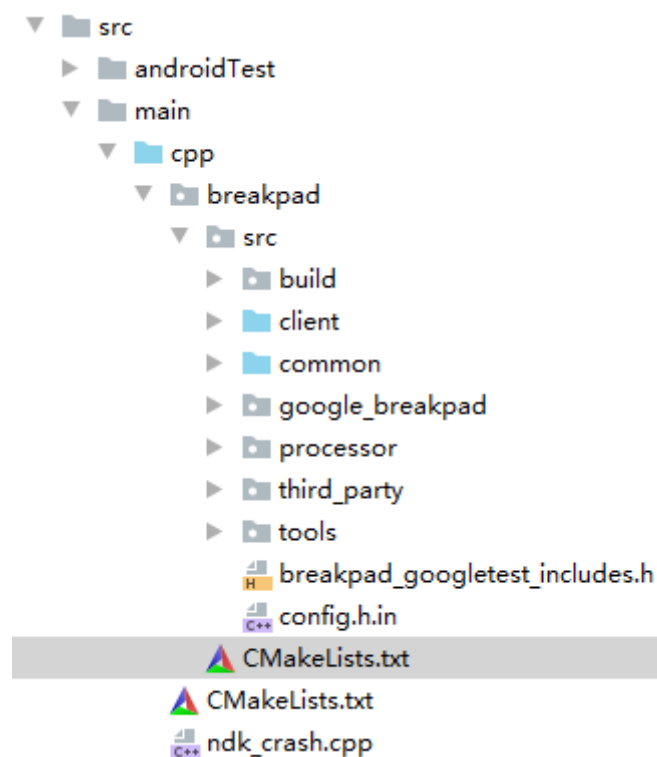 src
androidTest
main
cpp
breakpad
src
build
client
common
google_breakpad
processor
third_party
tools
H breakpad_googletest_includes.h
C++ config.h.in
CMakeLists.txt
CMakeLists.txt
C++ ndk_crash.cpp